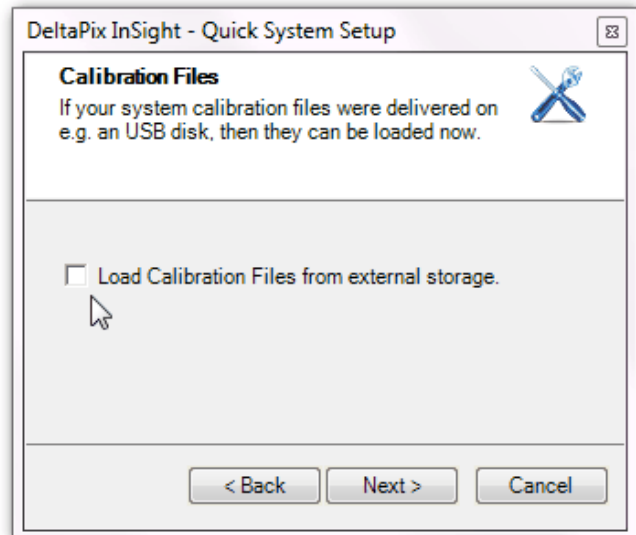 DeltaPix InSight - Quick System Setup
Calibration Files
If your system calibration files were delivered on
e.g. an USB disk, then they can be loaded now.
Load Calibration Files from external storage.
< Back
Next >
Cancel